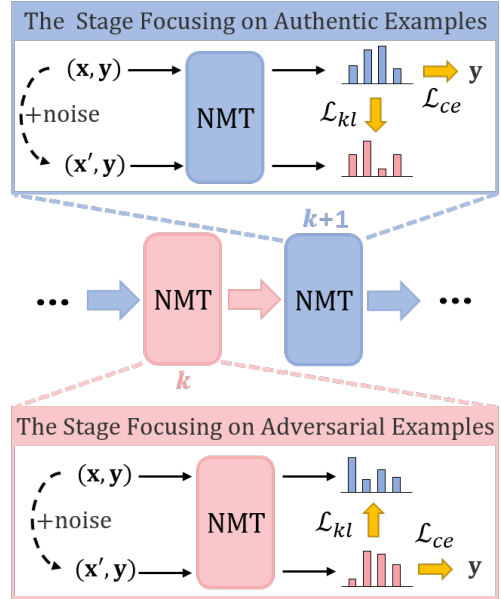 The Stage Focusing on Authentic Examples
(x, y)
+noise
(x′, y)
NMT
ℒkl
ℒce
y
k+1
... NMT NMT ...
k
The Stage Focusing on Adversarial Examples
(x, y)
+noise
(x′, y)
NMT
ℒkl
ℒce
y